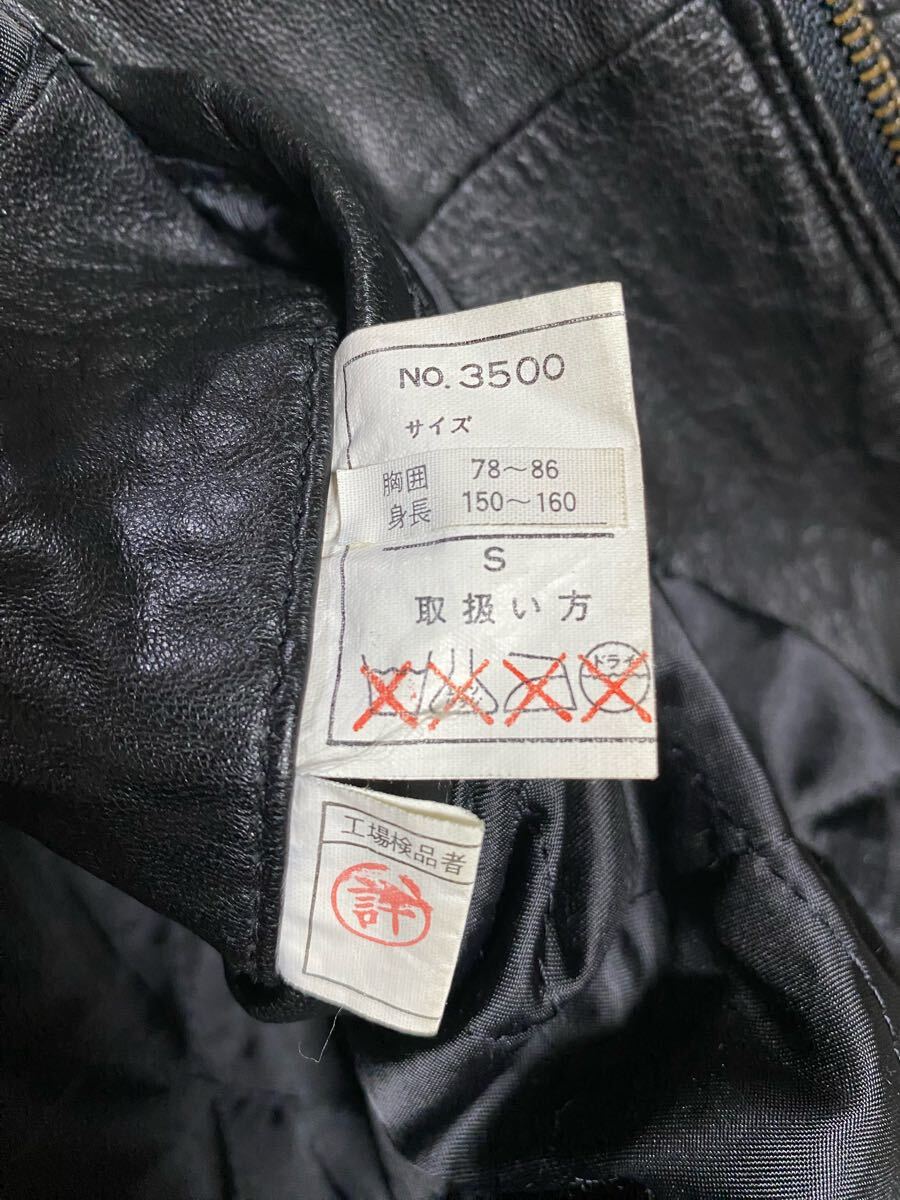 NO. 3500
サイズ
胸囲 78～86
身長 150～160
S
取扱い方
ドライ
工場検品者
許